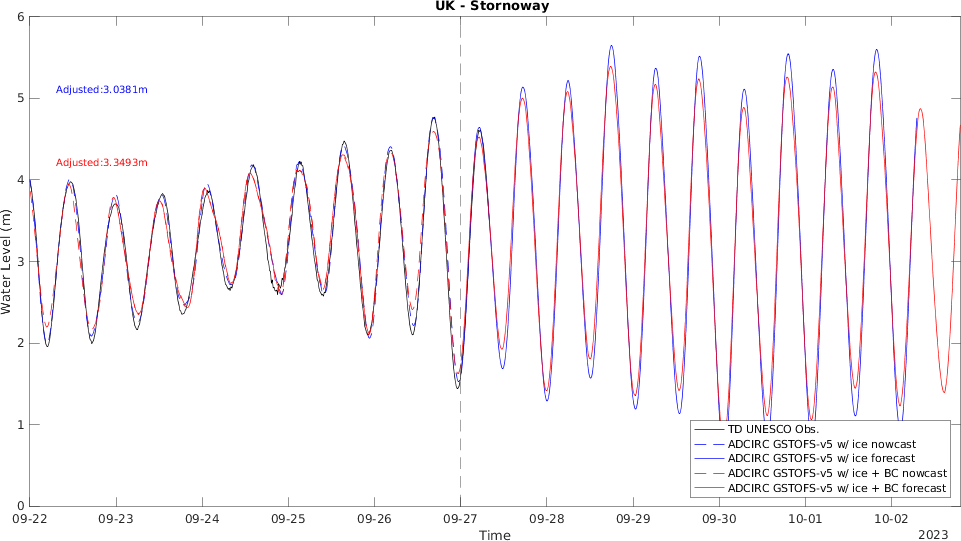 UK - Stornoway
6
5
4
3
2
1
0
Water Level (m)
Adjusted:3.0381m
Adjusted:3.3493m
TD UNESCO Obs.
ADCIRC GSTOFS-v5 w/ ice nowcast
ADCIRC GSTOFS-v5 w/ ice forecast
ADCIRC GSTOFS-v5 w/ ice + BC nowcast
ADCIRC GSTOFS-v5 w/ ice + BC forecast
09-22 09-23 09-24 09-25 09-26 09-27 09-28 09-29 09-30 10-01 10-02
Time
2023